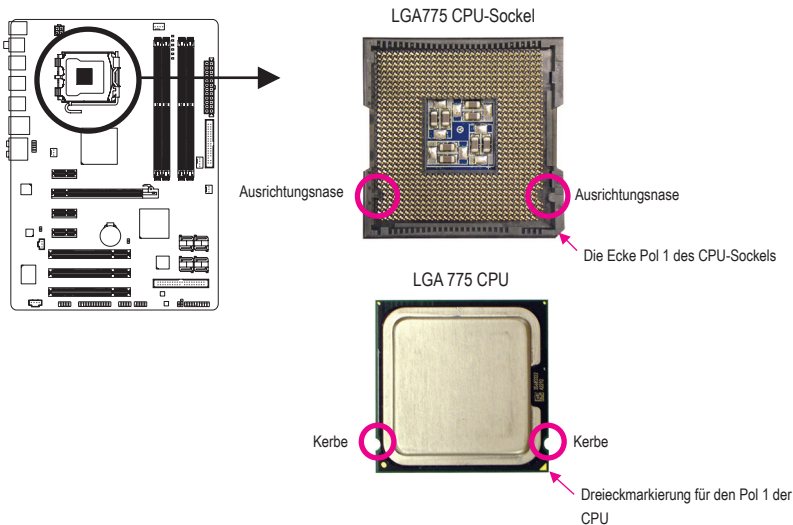 LGA775 CPU-Sockel
Ausrichtungsnase
Ausrichtungsnase
Die Ecke Pol 1 des CPU-Sockels
LGA 775 CPU
Kerbe
Kerbe
Dreieckmarkierung für den Pol 1 der
CPU